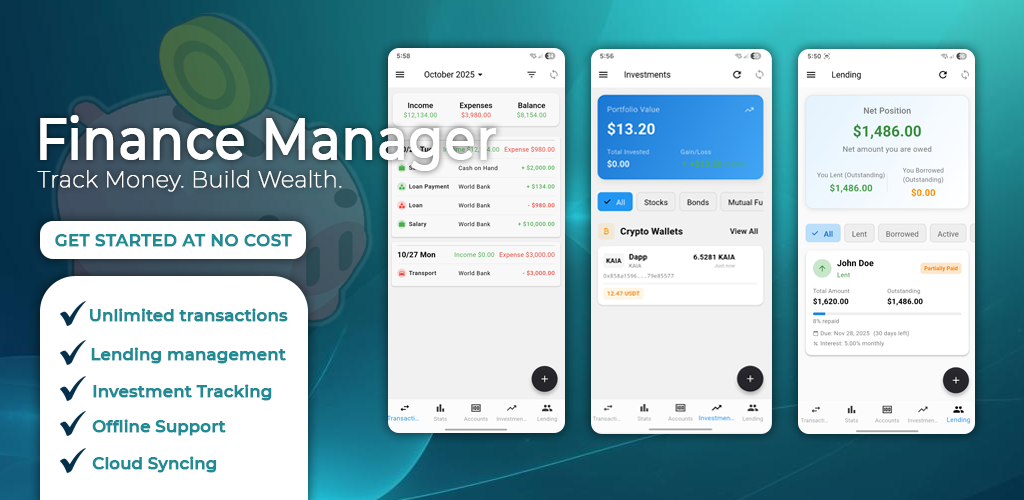 Finance Manager
Track Money. Build Wealth.
GET STARTED AT NO COST
Unlimited transactions
Lending management
Investment Tracking
Offline Support
Cloud Syncing
5:58
October 2025
Income Expenses Balance
$12,134.00 $3,980.00 $8,154.00
Tue Expense $980.00
Cash on Hand + $2,000.00
Loan Payment World Bank + $134.00
Loan World Bank - $980.00
Salary World Bank + $10,000.00
10/27 Mon Income $0.00 Expense $3,000.00
Transport World Bank - $3,000.00
+
Transacti... Stats Accounts Investmen... Lending
5:56
Investments
Portfolio Value
$13.20
Total Invested Gain/Loss
$0.00
All Stocks Bonds Mutual Fu
Crypto Wallets View All
KAIA Dapp 6.5281 KAIA
KAIA Just now
0x858a1596...79e85577
12.47 USDT
+
Transacti... Stats Accounts Investmen... Lending
5:50
Lending
Net Position
$1,486.00
Net amount you are owed
You Lent (Outstanding) You Borrowed
(Outstanding)
$1,486.00 $0.00
All Lent Borrowed Active
John Doe Partially Paid
Lent
Total Amount Outstanding
$1,620.00 $1,486.00
8% repaid
Due: Nov 28, 2025 (30 days left)
Interest: 5.00% monthly
+
Transacti... Stats Accounts Investmen... Lending